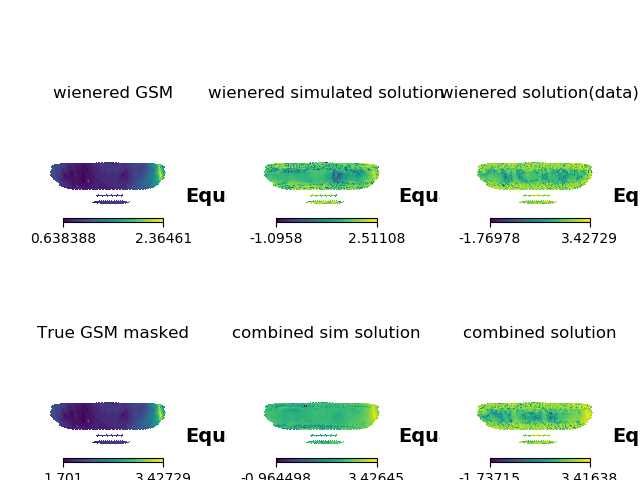 wienered GSM
wienered simulated solution
wienered solution(data)
Equ
Equ
Eq
0.638388 2.36461
-1.0958 2.51108
-1.76978 3.42729
True GSM masked
combined sim solution
combined solution
Equ
Equ
Eq
1.701 3.42729
-0.964498 3.42645
-1.73715 3.41638